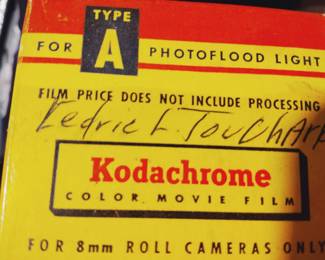 TYPE
A
FOR PHOTOFLOOD LIGHT
FILM PRICE DOES NOT INCLUDE PROCESSING
Kedric L.
Kodachrome
COLOR MOVIE FILM
FOR 8mm ROLL CAMERAS ONLY